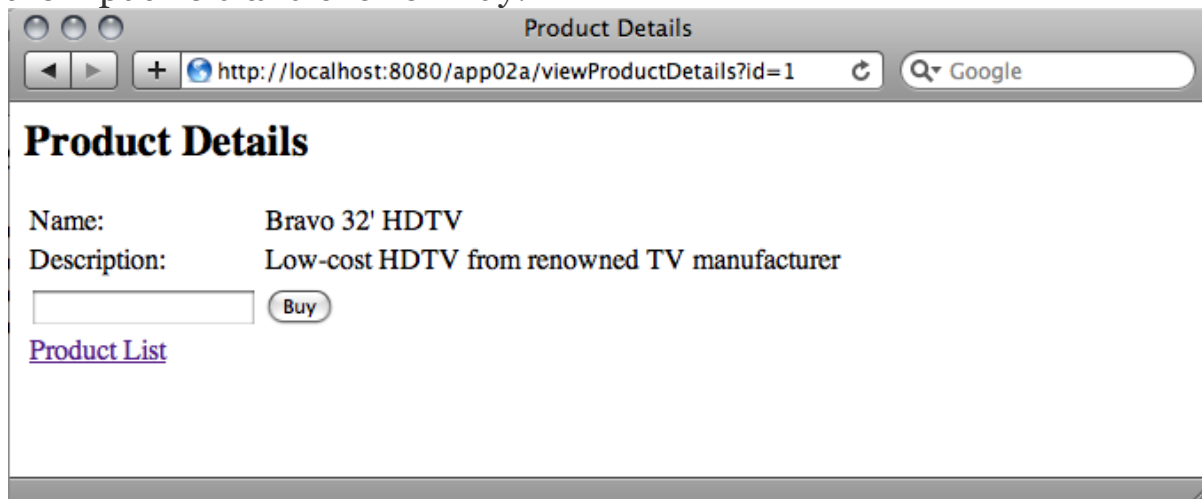 Product Details
http://localhost:8080/app02a/viewProductDetails?id=1
Google
Product Details
Name: Bravo 32' HDTV
Description: Low-cost HDTV from renowned TV manufacturer
Buy
Product List